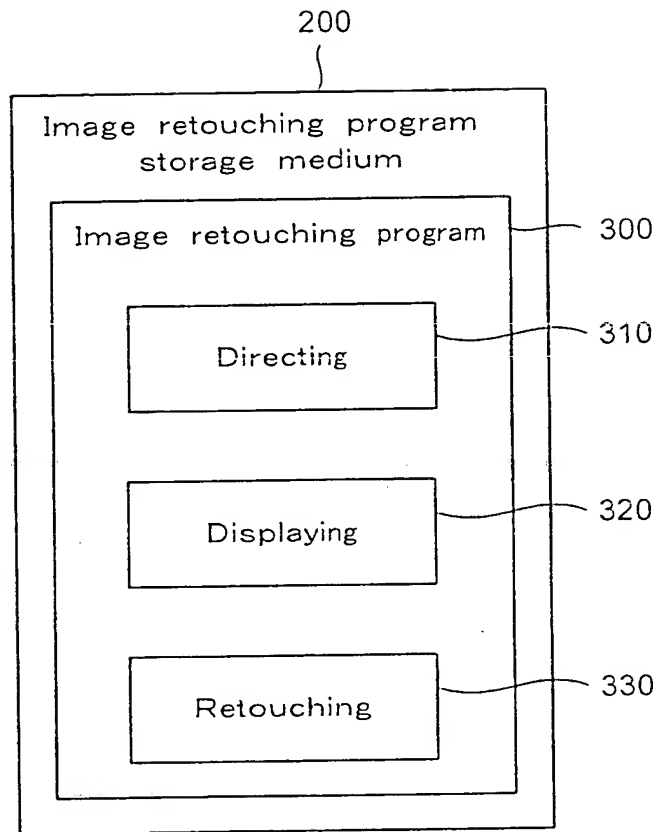 200
Image retouching program
storage medium
Image retouching program
300
Directing
310
Displaying
320
Retouching
330